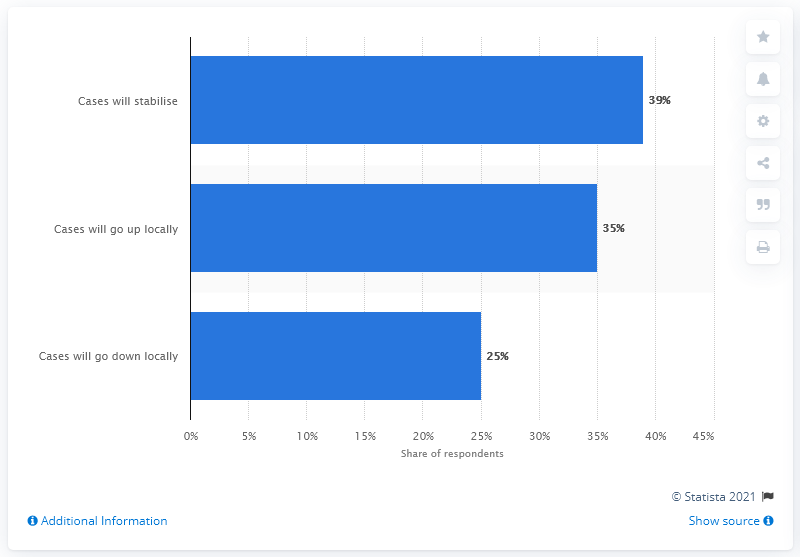 Cases will stabilise
39%
Cases will go up locally
35%
Cases will go down locally
25%
0% 5% 10% 15% 20% 25% 30% 35% 40% 45%
Share of respondents
© Statista 2021
Additional Information
Show source